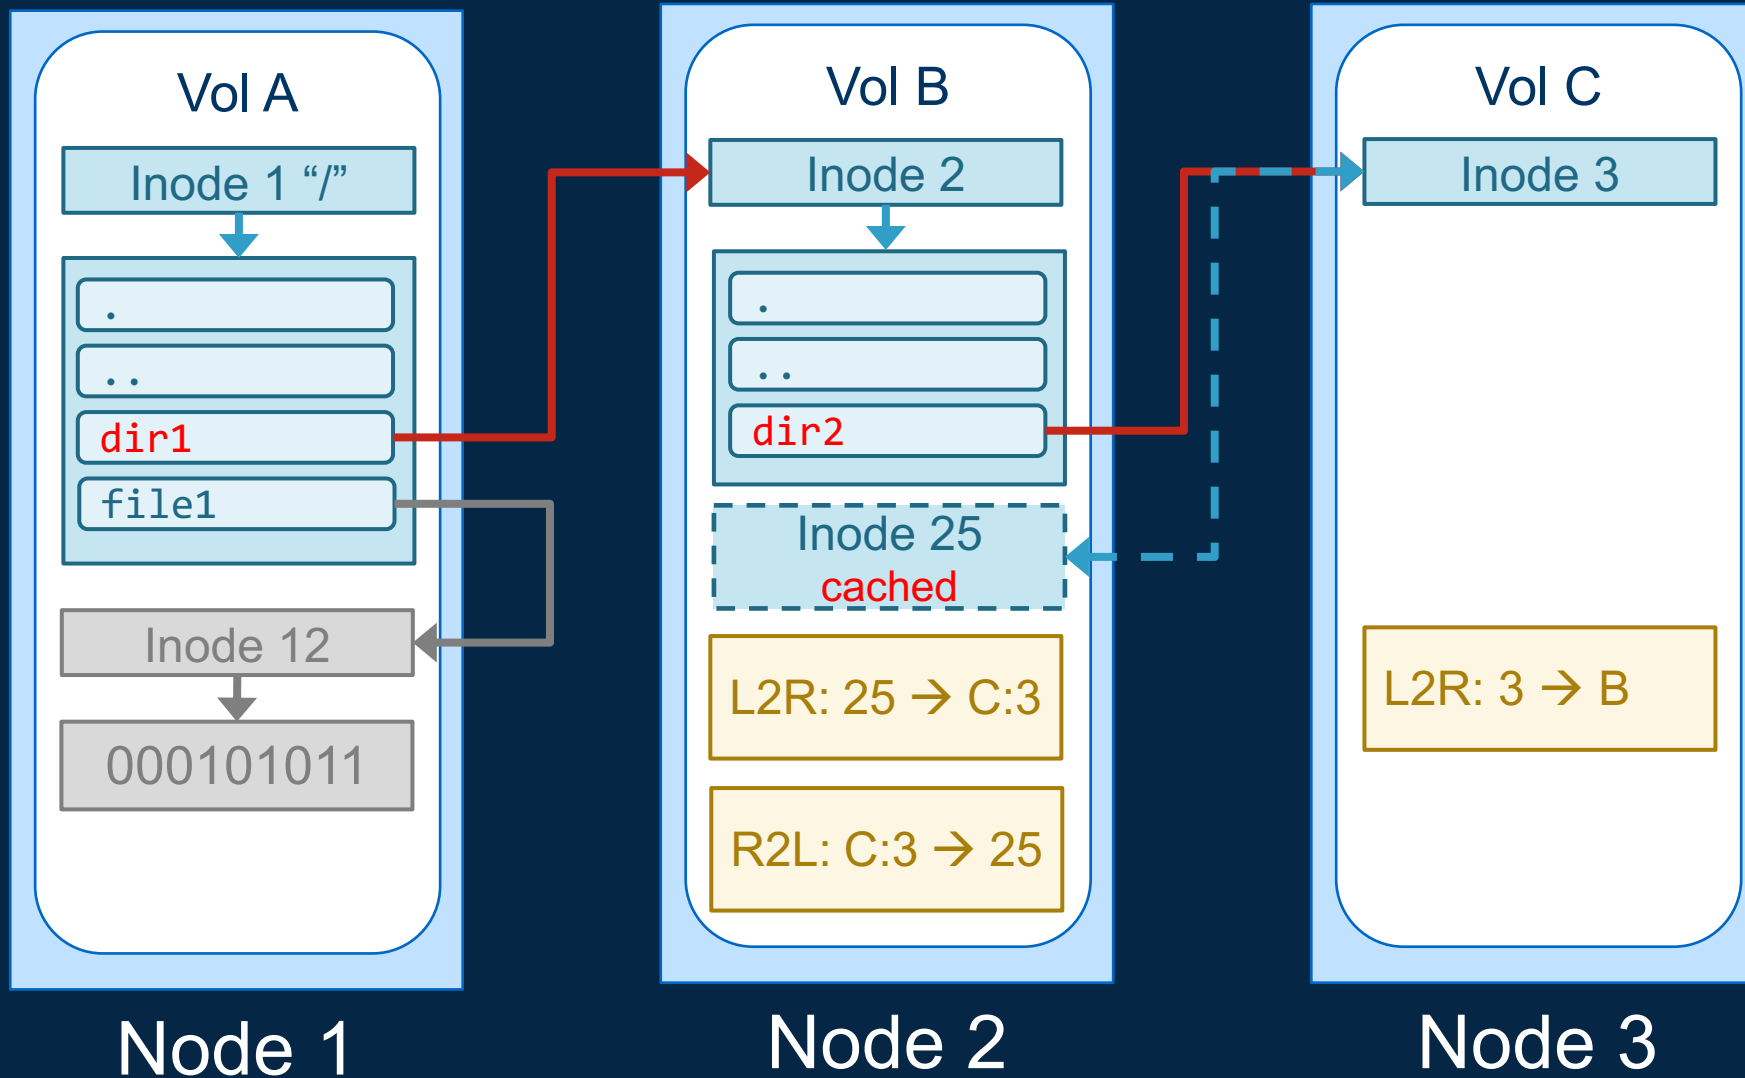 Vol A
Inode 1 “/”
.
..
dir1
file1
Inode 12
000101011
Node 1
Vol B
Inode 2
.
..
dir2
Inode 25
cached
L2R: 25 → C:3
R2L: C:3 → 25
Node 2
Vol C
Inode 3
L2R: 3 → B
Node 3